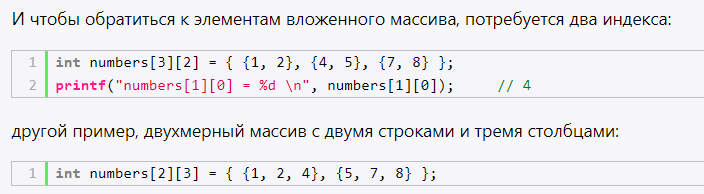 И чтобы обратиться к элементам вложенного массива, потребуется два индекса:
1 int numbers[3][2] = { {1, 2}, {4, 5}, {7, 8} };
2 printf("numbers[1][0] = %d \n", numbers[1][0]);     // 4
другой пример, двухмерный массив с двумя строками и тремя столбцами:
1 int numbers[2][3] = { {1, 2, 4}, {5, 7, 8} };